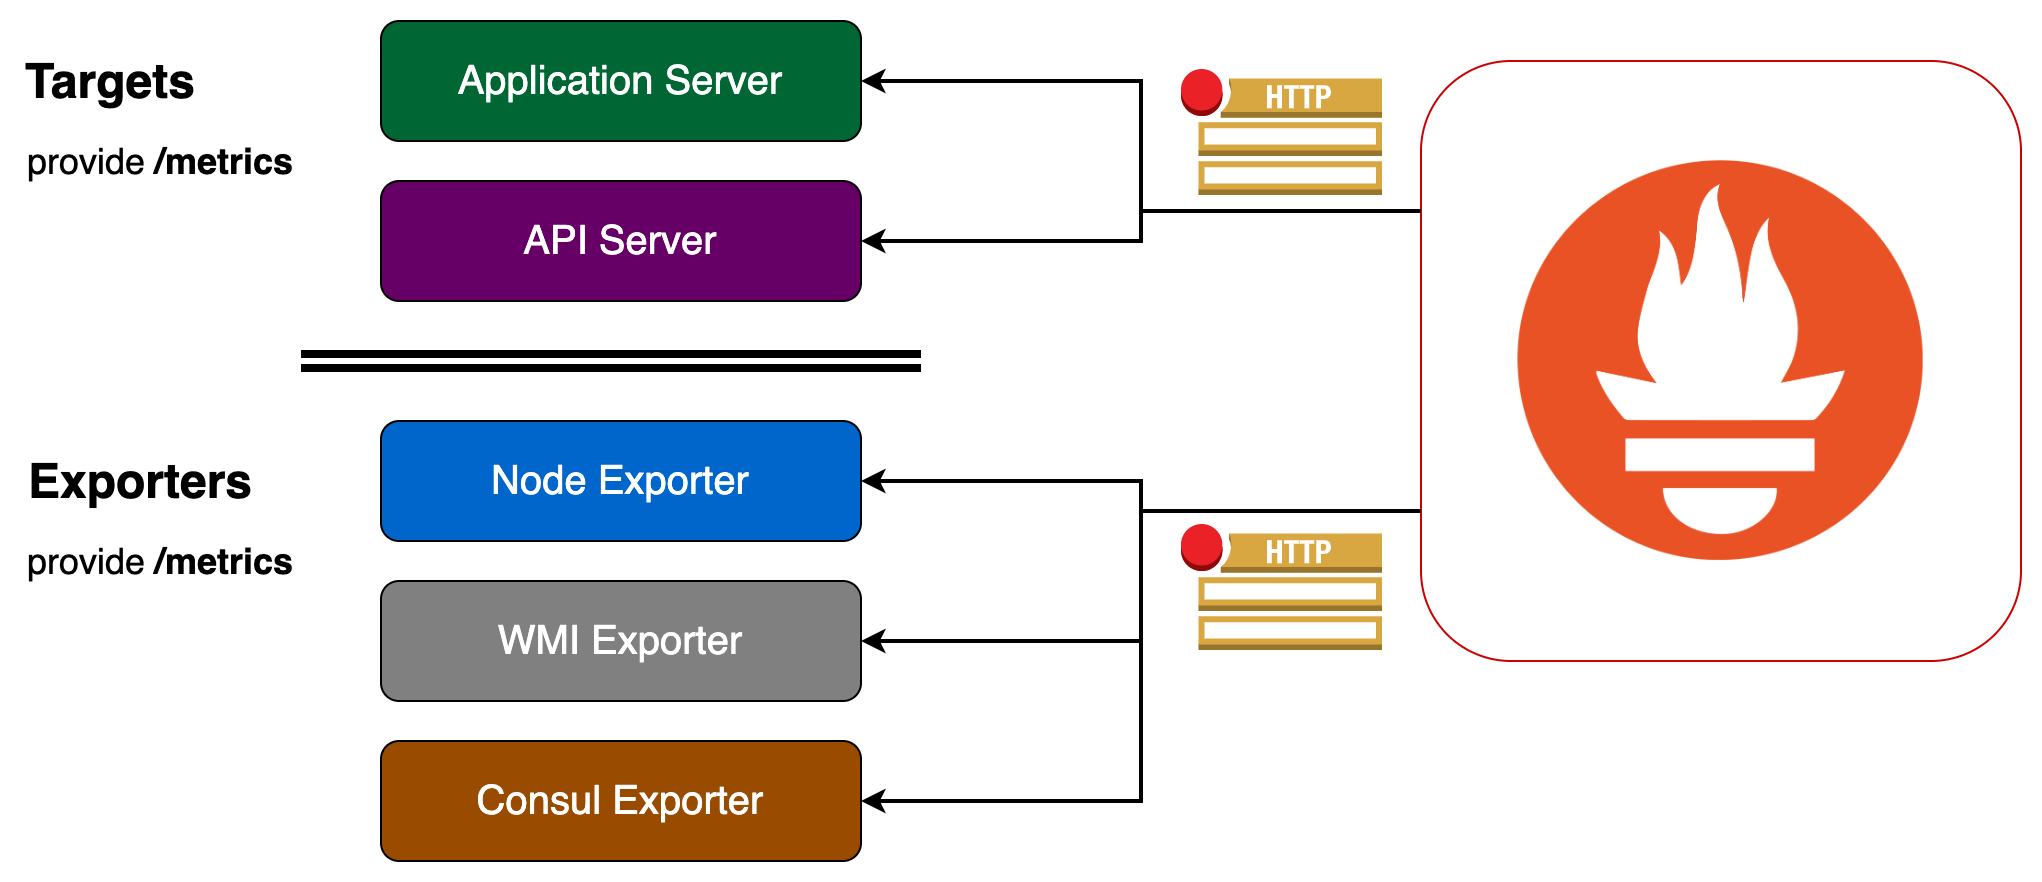 Targets
provide /metrics
Application Server
API Server
HTTP
Exporters
provide /metrics
Node Exporter
WMI Exporter
Consul Exporter
HTTP